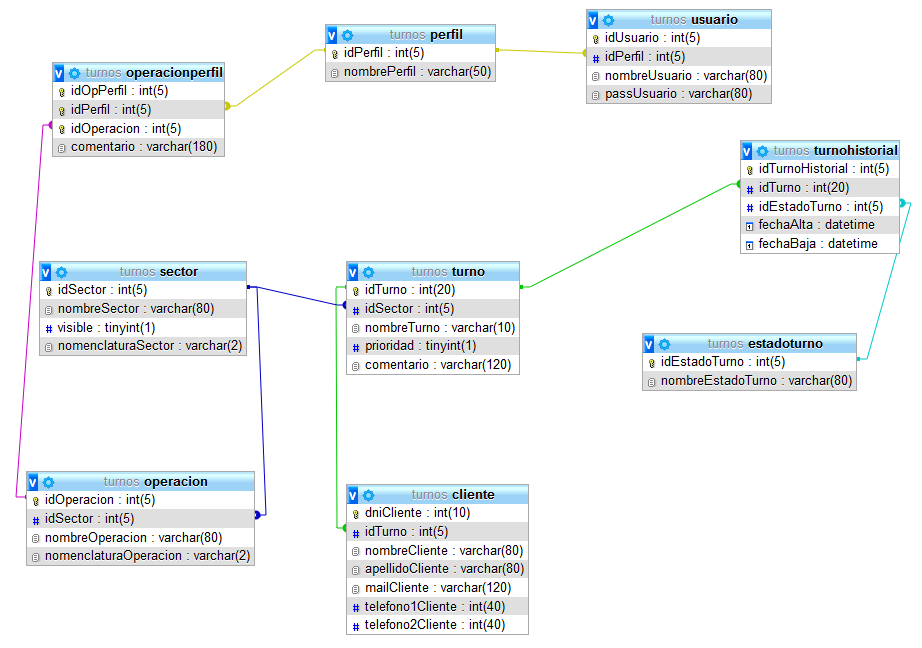 turnos perfil
idPerfil : int(5)
nombrePerfil : varchar(50)
turnos usuario
idUsuario : int(5)
idPerfil : int(5)
nombreUsuario : varchar(80)
passUsuario : varchar(80)
turnos operacionperfil
idOpPerfil : int(5)
idPerfil : int(5)
idOperacion : int(5)
comentario : varchar(180)
turnos turnohistorial
idTurnoHistorial : int(5)
idTurno : int(20)
idEstadoTurno : int(5)
fechaAlta : datetime
fechaBaja : datetime
turnos sector
idSector : int(5)
nombreSector : varchar(80)
visible : tinyint(1)
nomenclaturaSector : varchar(2)
turnos turno
idTurno : int(20)
idSector : int(5)
nombreTurno : varchar(10)
prioridad : tinyint(1)
comentario : varchar(120)
turnos estadoturno
idEstadoTurno : int(5)
nombreEstadoTurno : varchar(80)
turnos operacion
idOperacion : int(5)
idSector : int(5)
nombreOperacion : varchar(80)
nomenclaturaOperacion : varchar(2)
turnos cliente
dniCliente : int(10)
idTurno : int(5)
nombreCliente : varchar(80)
apellidoCliente : varchar(80)
mailCliente : varchar(120)
telefono1Cliente : int(40)
telefono2Cliente : int(40)